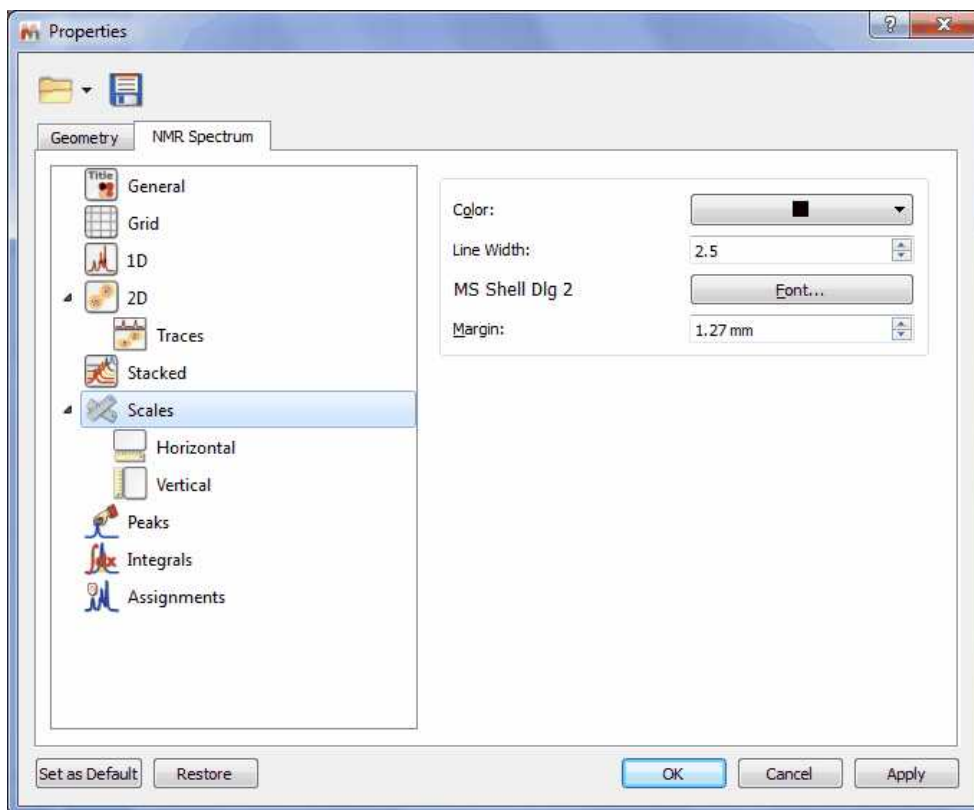 Properties
Geometry
NMR Spectrum
Title
General
Grid
1D
2D
Traces
Stacked
Scales
Horizontal
Vertical
Peaks
Integrals
Assignments
Color:
Line Width: 2.5
MS Shell Dlg 2 Font...
Margin: 1.27 mm
Set as Default Restore OK Cancel Apply